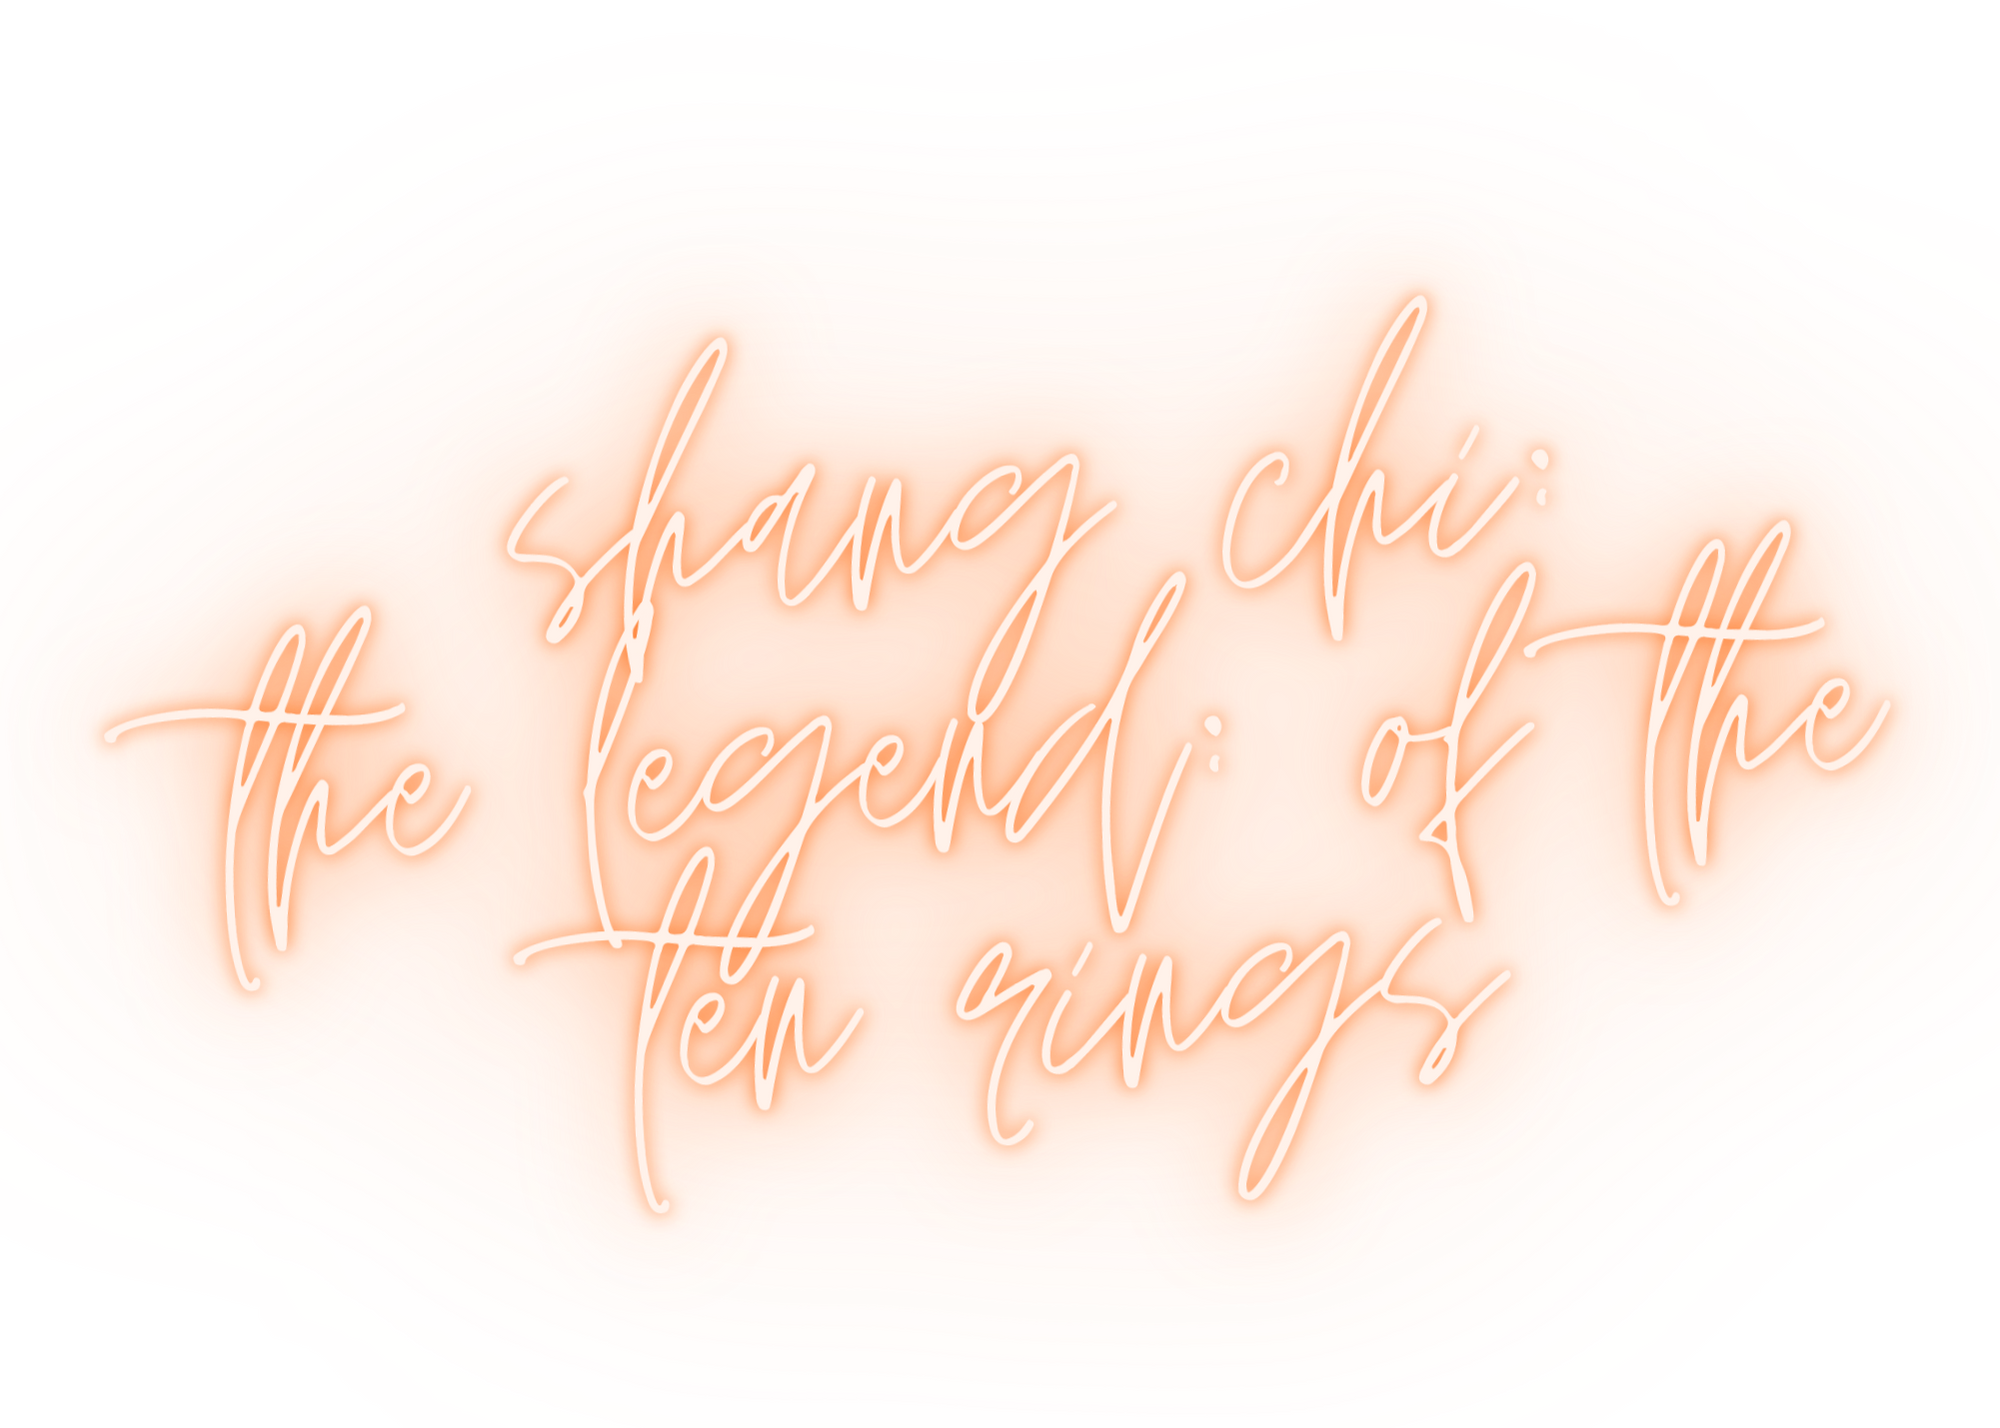 shang chi:
the legend: of the
ten rings